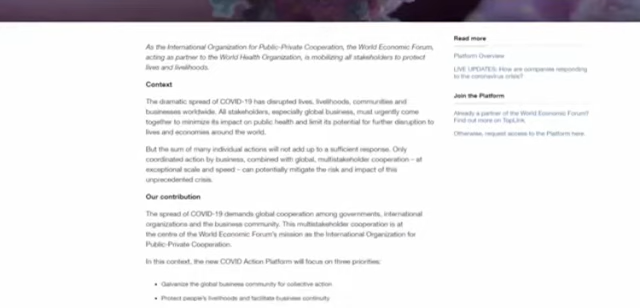 As the International Organization for Public-Private Cooperation, the World Economic Forum,
acting as partner to the World Health Organization, is mobilizing all stakeholders to protect
lives and livelihoods.
Context
The dramatic spread of COVID-19 has disrupted lives, livelihoods, communities and
businesses worldwide. All stakeholders, especially global business, must urgently come
together to minimize its impact on public health and limit its potential for further disruption to
lives and economies around the world.
But the sum of many individual actions will not add up to a sufficient response. Only
coordinated action by business, combined with global, multistakeholder cooperation – at
exceptional scale and speed – can potentially mitigate the risk and impact of this
unprecedented crisis.
Our contribution
The spread of COVID-19 demands global cooperation among governments, international
organizations and the business community. This multistakeholder cooperation is at
the centre of the World Economic Forum's mission as the International Organization for
Public-Private Cooperation.
In this context, the new COVID Action Platform will focus on three priorities:
• Galvanize the global business community for collective action
• Protect people's livelihoods and facilitate business continuity
Read more
Platform Overview
LIVE UPDATES: How are companies responding
to the coronavirus crisis?
Join the Platform
Already a partner of the World Economic Forum?
Find out more on TopLink.
Otherwise, request access to the Platform here.